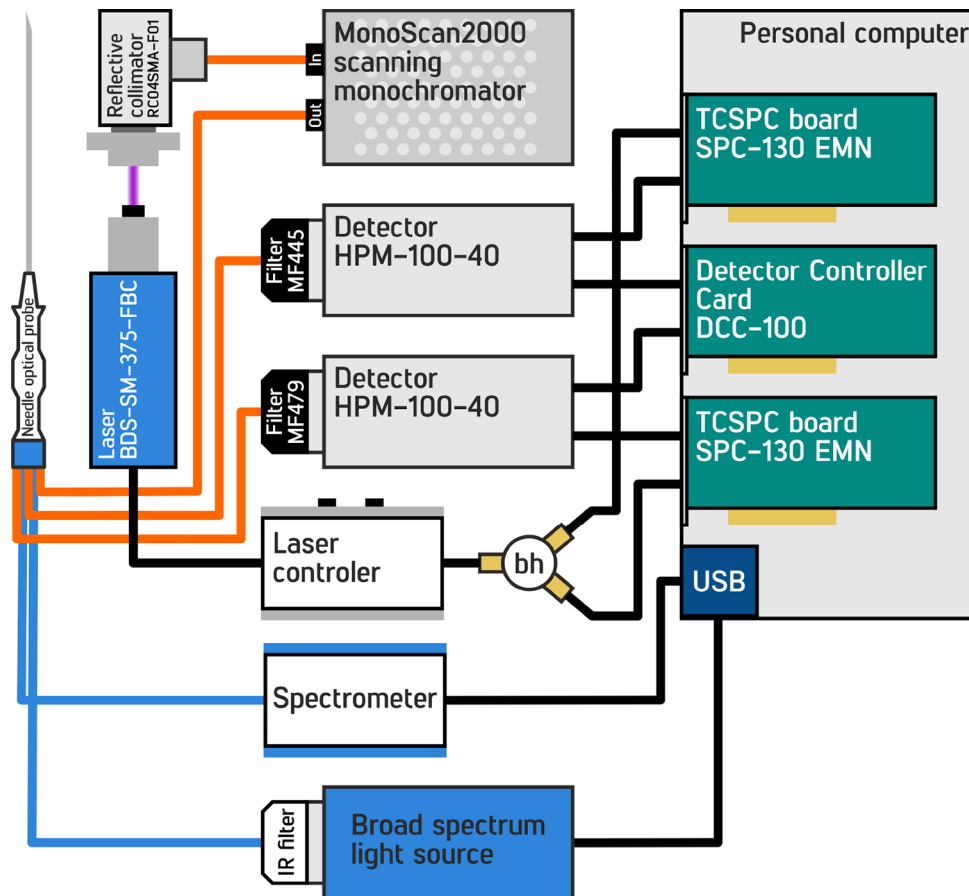 Reflective
collimator
RC04SMA-F01
In
Out
MonoScan2000
scanning
monochromator
Personal computer
TCSPC board
SPC-130 EMN
Filter
MF445
Detector
HPM-100-40
Detector Controller
Card
DCC-100
Needle optical probe
Laser
BDS-SM-375-FBC
Filter
MF479
Detector
HPM-100-40
TCSPC board
SPC-130 EMN
Laser
controler
bh
USB
Spectrometer
IR filter
Broad spectrum
light source